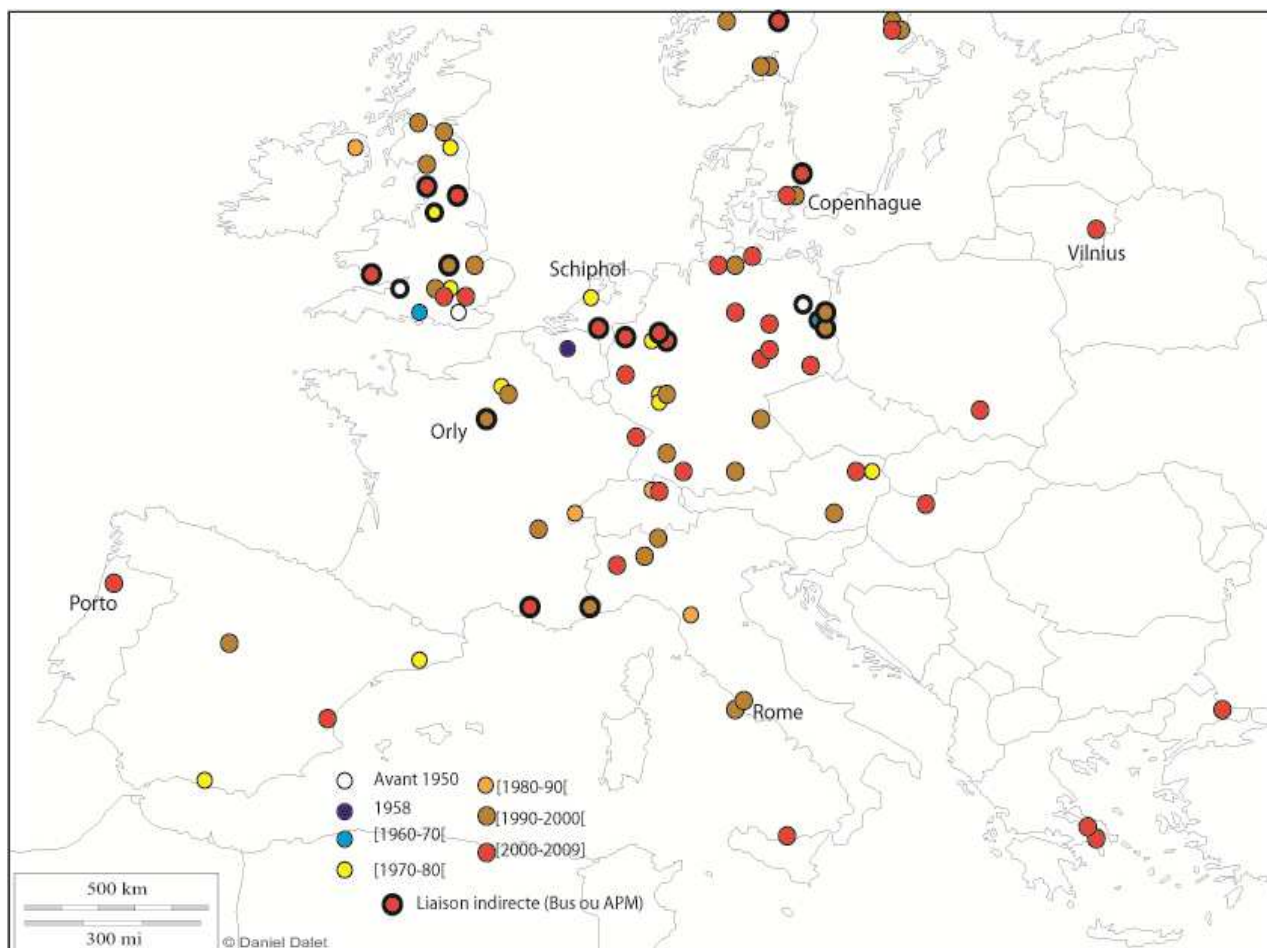 Copenhague
Vilnius
Schiphol
Orly
Porto
Rome
Avant 1950
1958
[1960-70[
[1970-80[
[1980-90[
[1990-2000[
[2000-2009]
Liaison indirecte (Bus ou APM)
500 km
300 mi
© Daniel Dalet